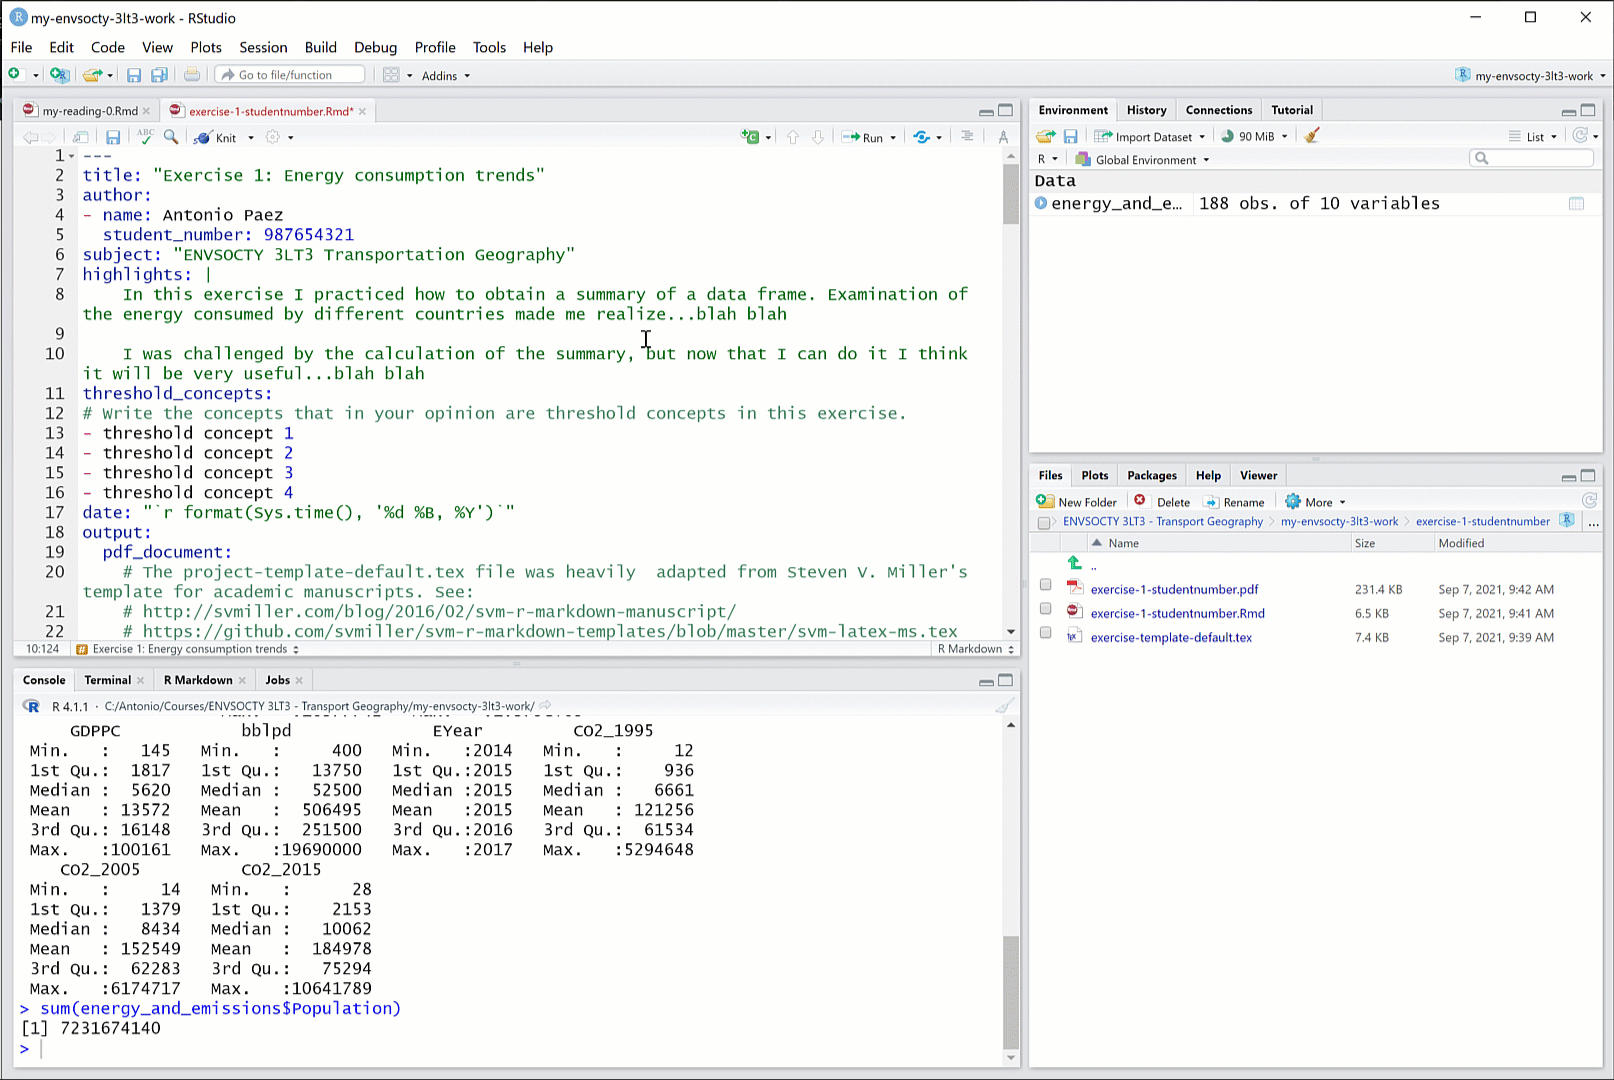 my-envsocty-3lt3-work - RStudio
File Edit Code View Plots Session Build Debug Profile Tools Help
Go to file/function Addins my-envsocty-3lt3-work
my-reading-0.Rmd exercise-1-studentnumber.Rmd*
ABC Knit Run
1 ---
2 title: "Exercise 1: Energy consumption trends"
3 author:
4 - name: Antonio Paez
5 student_number: 987654321
6 subject: "ENVSOCTY 3LT3 Transportation Geography"
7 highlights: |
8 In this exercise I practiced how to obtain a summary of a data frame. Examination of
the energy consumed by different countries made me realize...blah blah
9
10 I was challenged by the calculation of the summary, but now that I can do it I think
it will be very useful...blah blah
11 threshold_concepts:
12 # Write the concepts that in your opinion are threshold concepts in this exercise.
13 - threshold concept 1
14 - threshold concept 2
15 - threshold concept 3
16 - threshold concept 4
17 date: "`r format(Sys.time(), '%d %B, %Y')`"
18 output:
19 pdf_document:
20 # The project-template-default.tex file was heavily  adapted from Steven V. Miller's
template for academic manuscripts. See:
21 # http://svmiller.com/blog/2016/02/svm-r-markdown-manuscript/
22 # https://github.com/svmiller/svm-r-markdown-templates/blob/master/svm-latex-ms.tex
10:124 # Exercise 1: Energy consumption trends R Markdown
Console Terminal R Markdown Jobs
R 4.1.1 · C:/Antonio/Courses/ENVSOCTY 3LT3 - Transport Geography/my-envsocty-3lt3-work/
GDPPC bblpd EYear CO2_1995
Min. : 145 Min. : 400 Min. :2014 Min. : 12
1st Qu.: 1817 1st Qu.: 13750 1st Qu.:2015 1st Qu.: 936
Median : 5620 Median : 52500 Median :2015 Median : 6661
Mean : 13572 Mean : 506495 Mean :2015 Mean : 121256
3rd Qu.: 16148 3rd Qu.: 251500 3rd Qu.:2016 3rd Qu.: 61534
Max. :100161 Max. :19690000 Max. :2017 Max. :5294648
CO2_2005 CO2_2015
Min. : 14 Min. : 28
1st Qu.: 1379 1st Qu.: 2153
Median : 8434 Median : 10062
Mean : 152549 Mean : 184978
3rd Qu.: 62283 3rd Qu.: 75294
Max. :6174717 Max. :10641789
> sum(energy_and_emissions$Population)
[1] 7231674140
>
Environment History Connections Tutorial
Import Dataset 90 MiB List
R Global Environment
Data
energy_and_e… 188 obs. of 10 variables
Files Plots Packages Help Viewer
New Folder Delete Rename More
ENVSOCTY 3LT3 - Transport Geography > my-envsocty-3lt3-work > exercise-1-studentnumber ...
Name Size Modified
..
exercise-1-studentnumber.pdf 231.4 KB Sep 7, 2021, 9:42 AM
exercise-1-studentnumber.Rmd 6.5 KB Sep 7, 2021, 9:41 AM
exercise-template-default.tex 7.4 KB Sep 7, 2021, 9:39 AM